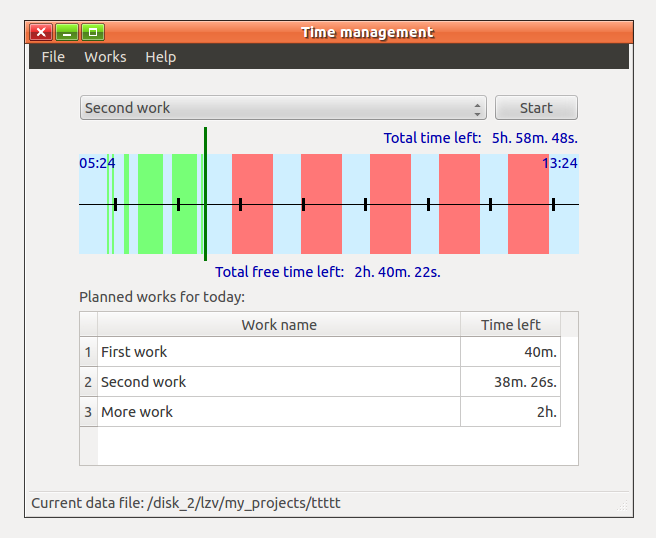 Time management
File Works Help
Second work Start
Total time left: 5h. 58m. 48s.
05:24 13:24
Total free time left: 2h. 40m. 22s.
Planned works for today:
Work name Time left
1 First work 40m.
2 Second work 38m. 26s.
3 More work 2h.
Current data file: /disk_2/lzv/my_projects/ttttt